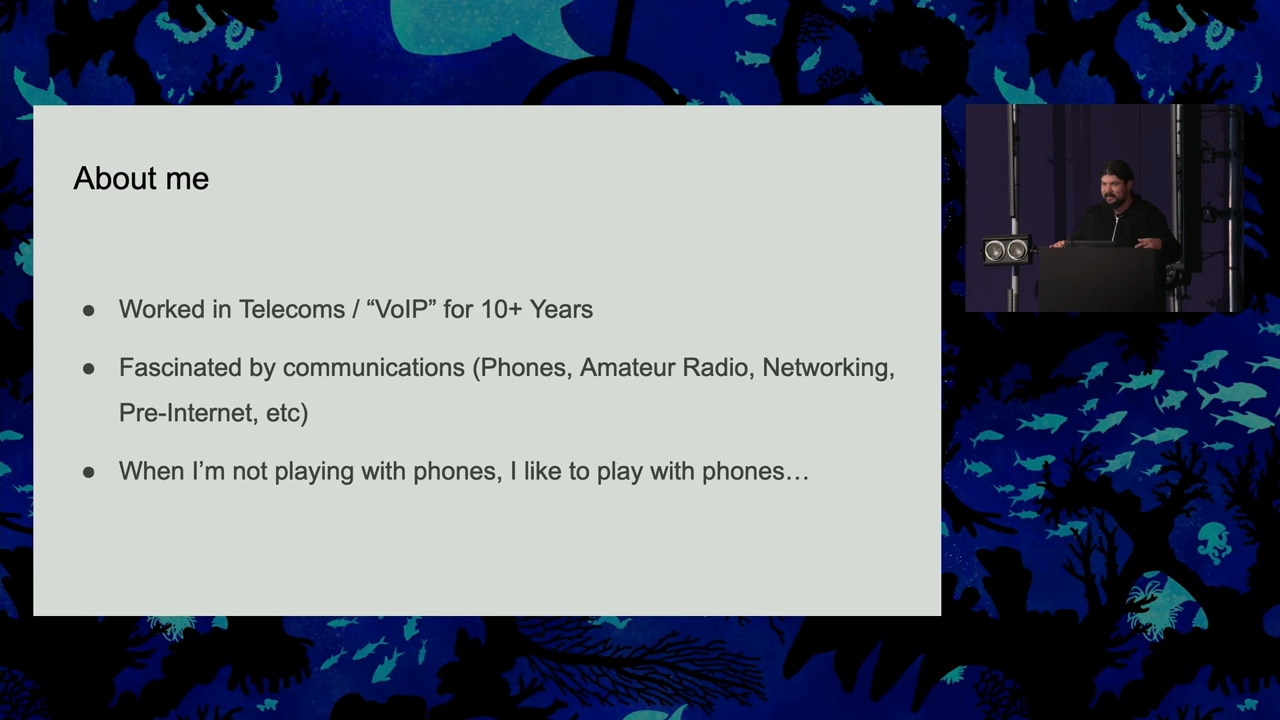 About me
● Worked in Telecoms / “VoIP” for 10+ Years
● Fascinated by communications (Phones, Amateur Radio, Networking,
Pre-Internet, etc)
● When I’m not playing with phones, I like to play with phones…